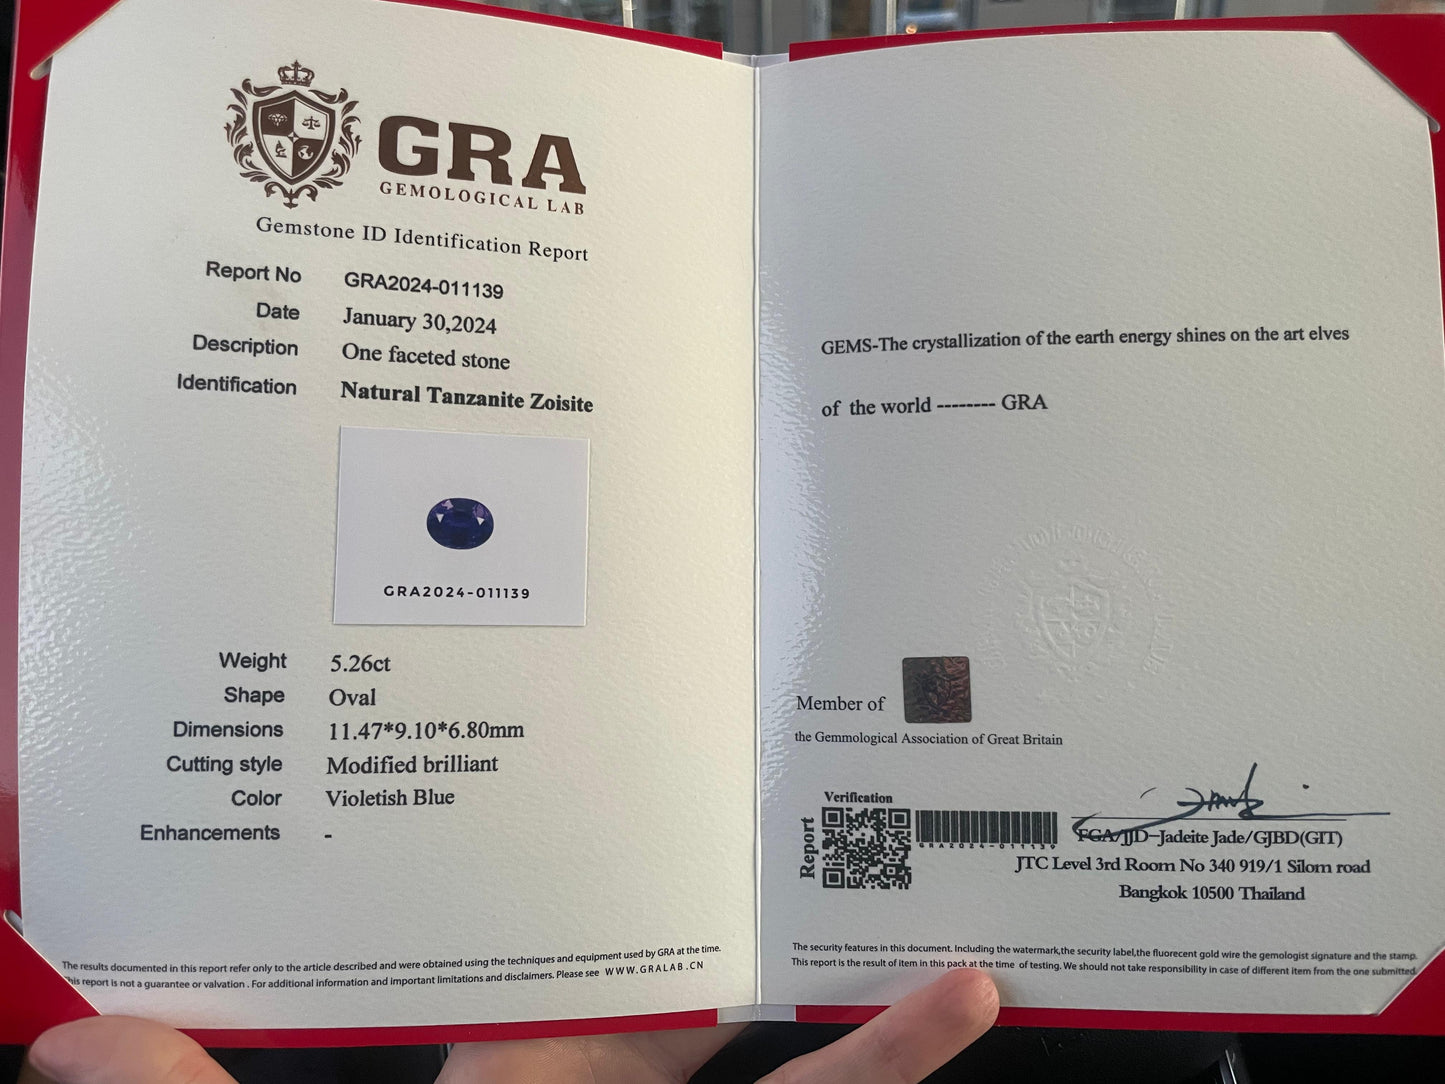 GRA
GEMOLOGICAL LAB
Gemstone ID Identification Report
Report No GRA2024-011139
Date January 30,2024
Description One faceted stone
Identification Natural Tanzanite Zoisite
GRA2024-011139
Weight 5.26ct
Shape Oval
Dimensions 11.47*9.10*6.80mm
Cutting style Modified brilliant
Color Violetish Blue
Enhancements -
The results documented in this report refer only to the article described and were obtained using the techniques and equipment used by GRA at the time.
This report is not a guarantee or valvation . For additional information and important limitations and disclaimers. Please see WWW.GRALAB.CN
GEMS-The crystallization of the earth energy shines on the art elves
of the world -------- GRA
Member of
the Gemmological Association of Great Britain
Verification
Report
GRA2024-011139
FGA/JJD-Jadeite Jade/GJBD(GIT)
JTC Level 3rd Room No 340 919/1 Silom road
Bangkok 10500 Thailand
The security features in this document. Including the watermark,the security label,the fluorecent gold wire the gemologist signature and the stamp.
This report is the result of item in this pack at the time of testing. We should not take responsibility in case of different item from the one submitted.